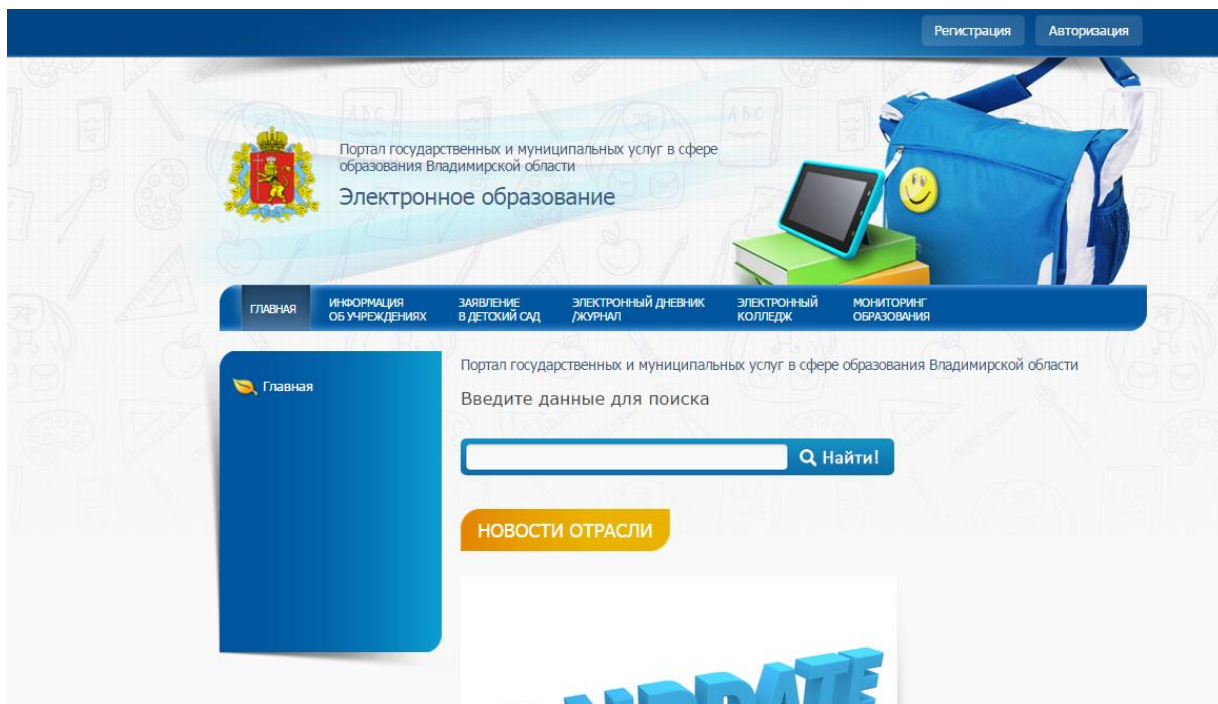 Регистрация
Авторизация
Портал государственных и муниципальных услуг в сфере
образования Владимирской области
Электронное образование
ГЛАВНАЯ
ИНФОРМАЦИЯ
ОБ УЧРЕЖДЕНИЯХ
ЗАЯВЛЕНИЕ
В ДЕТСКИЙ САД
ЭЛЕКТРОННЫЙ ДНЕВНИК
/ЖУРНАЛ
ЭЛЕКТРОННЫЙ
КОЛЛЕДЖ
МОНИТОРИНГ
ОБРАЗОВАНИЯ
Главная
Портал государственных и муниципальных услуг в сфере образования Владимирской области
Введите данные для поиска
Найти!
НОВОСТИ ОТРАСЛИ